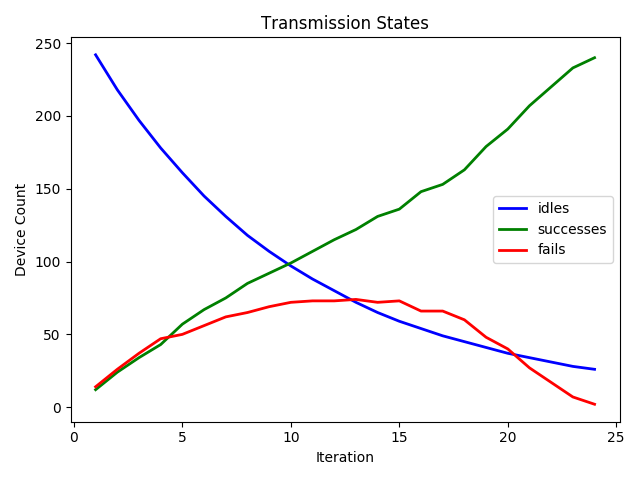 Transmission States
250
200
150
100
50
0
Device Count
idles
successes
fails
0 5 10 15 20 25
Iteration